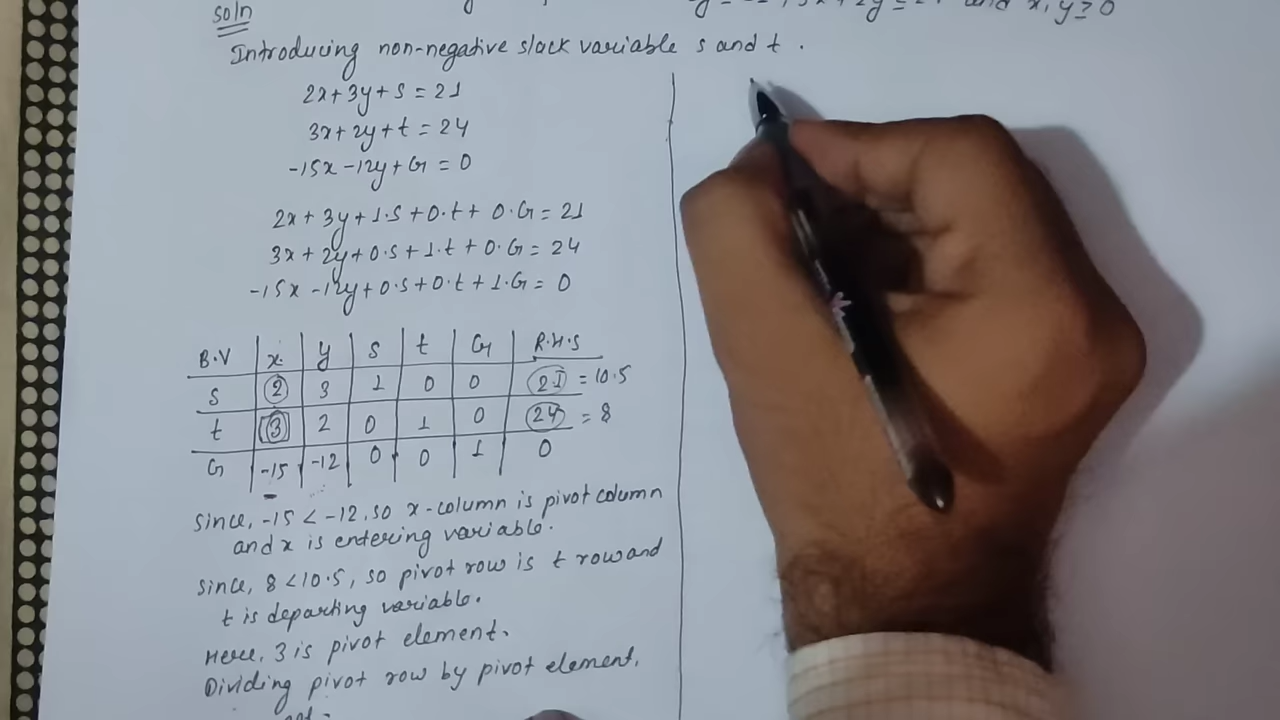 and x, y ≥ 0
Soln
Introducing non-negative slack variable s and t.
2x+3y+s = 21
3x+2y+t = 24
-15x-12y+G = 0
2x+3y+1.s+0.t+0.G = 21
3x+2y+0.s+1.t+0.G = 24
-15x-12y+0.s+0.t+1.G = 0
B.V x y s t G R.H.S
s 2 3 1 0 0 21 = 10.5
t 3 2 0 1 0 24 = 8
G -15 -12 0 0 1 0
Since, -15 < -12, so x-column is pivot column
and x is entering variable.
Since, 8 < 10.5, so pivot row is t row and
t is departing variable.
Here, 3 is pivot element.
Dividing pivot row by pivot element,